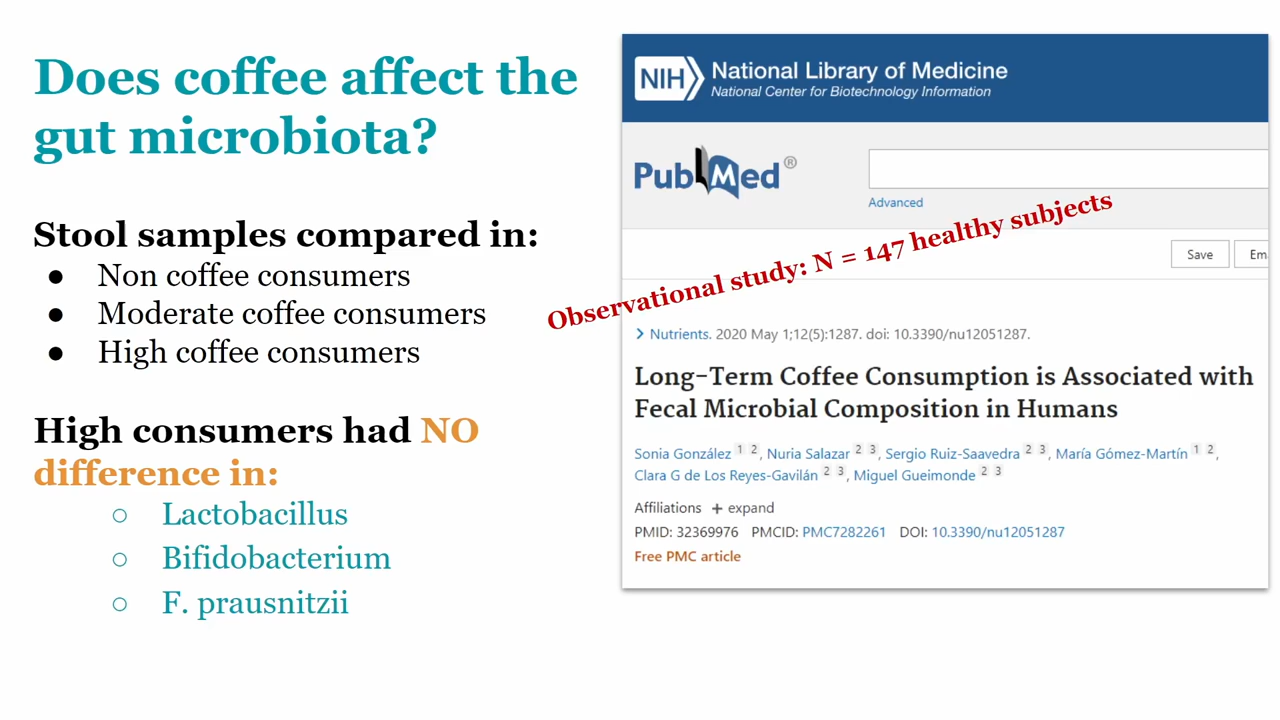 Does coffee affect the
gut microbiota?
Stool samples compared in:
● Non coffee consumers
● Moderate coffee consumers
● High coffee consumers
High consumers had NO
difference in:
○ Lactobacillus
○ Bifidobacterium
○ F. prausnitzii
NIH National Library of Medicine
National Center for Biotechnology Information
PubMed®
Advanced
Observational study: N = 147 healthy subjects
Save Em
> Nutrients. 2020 May 1;12(5):1287. doi: 10.3390/nu12051287.
Long-Term Coffee Consumption is Associated with
Fecal Microbial Composition in Humans
Sonia González 1 2, Nuria Salazar 2 3, Sergio Ruiz-Saavedra 2 3, María Gómez-Martín 1 2,
Clara G de Los Reyes-Gavilán 2 3, Miguel Gueimonde 2 3
Affiliations + expand
PMID: 32369976 PMCID: PMC7282261 DOI: 10.3390/nu12051287
Free PMC article